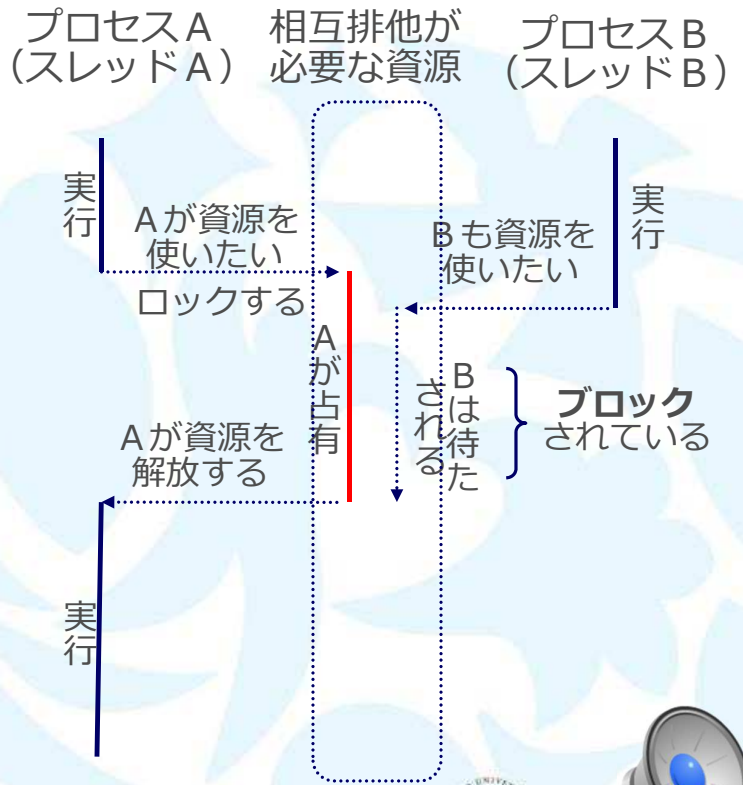 プロセスA
(スレッドA)
相互排他が
必要な資源
プロセスB
(スレッドB)
実行
Aが資源を
使いたい
ロックする
Bも資源を
使いたい
実行
Aが占有
Bは待た
される
ブロック
されている
Aが資源を
解放する
実行